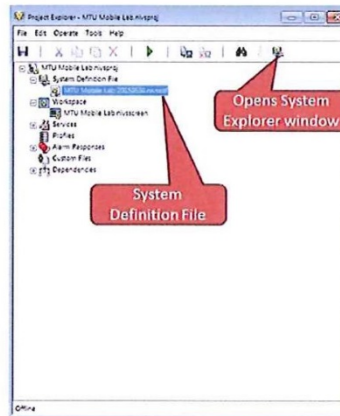 Project Explorer - MTU Mobile Lab.nivsproj
File Edit Operate Tools Help
MTU Mobile Lab.nivsproj
System Definition File
Opens System
Explorer window
Workspace
MTU Mobile Lab.nivsscreen
Services
Profiles
Alarm Responses
Custom Files
Dependencies
System
Definition File
Offline